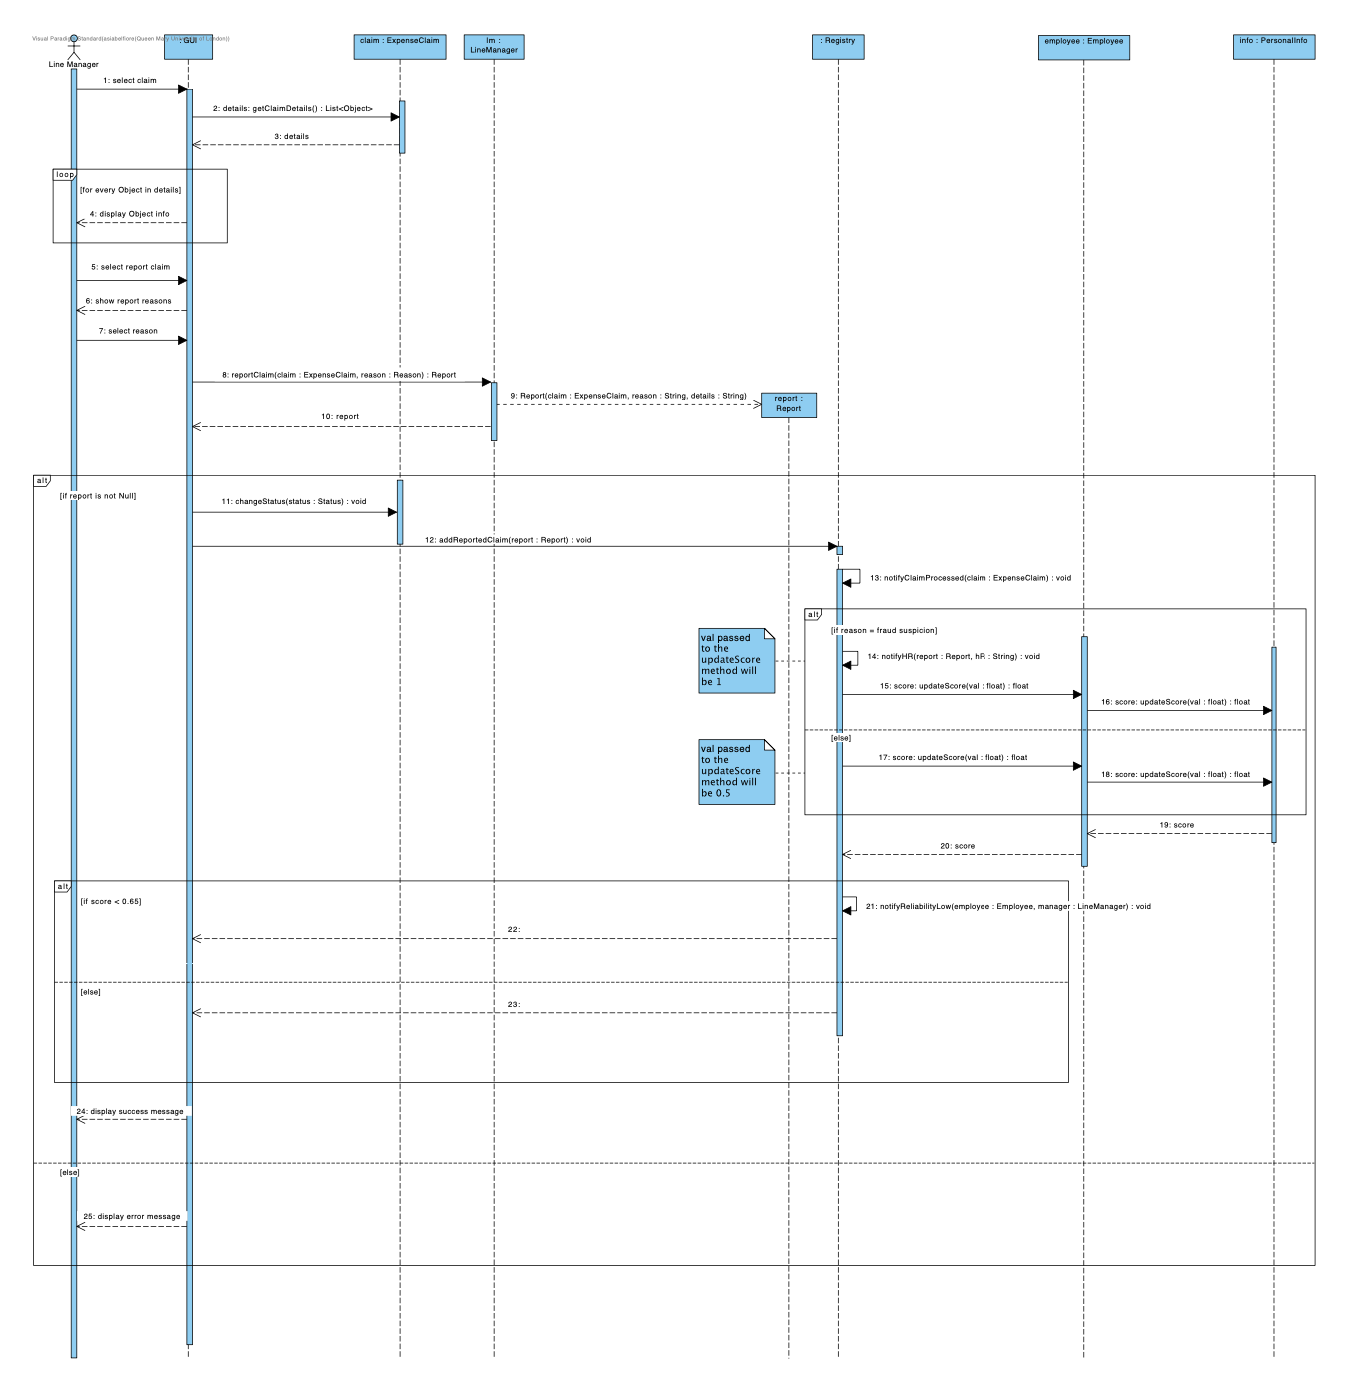 Visual Paradigm Standard(asiabelfiore(Queen Mary University of London))
: GUI
claim : ExpenseClaim
lm :
LineManager
: Registry
employee : Employee
info : PersonalInfo
Line Manager
1: select claim
2: details: getClaimDetails() : List<Object>
3: details
loop
[for every Object in details]
4: display Object info
5: select report claim
6: show report reasons
7: select reason
8: reportClaim(claim : ExpenseClaim, reason : Reason) : Report
9: Report(claim : ExpenseClaim, reason : String, details : String)
report :
Report
10: report
alt
[if report is not Null]
11: changeStatus(status : Status) : void
12: addReportedClaim(report : Report) : void
13: notifyClaimProcessed(claim : ExpenseClaim) : void
alt
[if reason = fraud suspicion]
val passed
to the
updateScore
method will
be 1
14: notifyHR(report : Report, hR : String) : void
15: score: updateScore(val : float) : float
16: score: updateScore(val : float) : float
[else]
val passed
to the
updateScore
method will
be 0.5
17: score: updateScore(val : float) : float
18: score: updateScore(val : float) : float
19: score
20: score
alt
[if score < 0.65]
21: notifyReliabilityLow(employee : Employee, manager : LineManager) : void
22:
[else]
23:
24: display success message
[else]
25: display error message